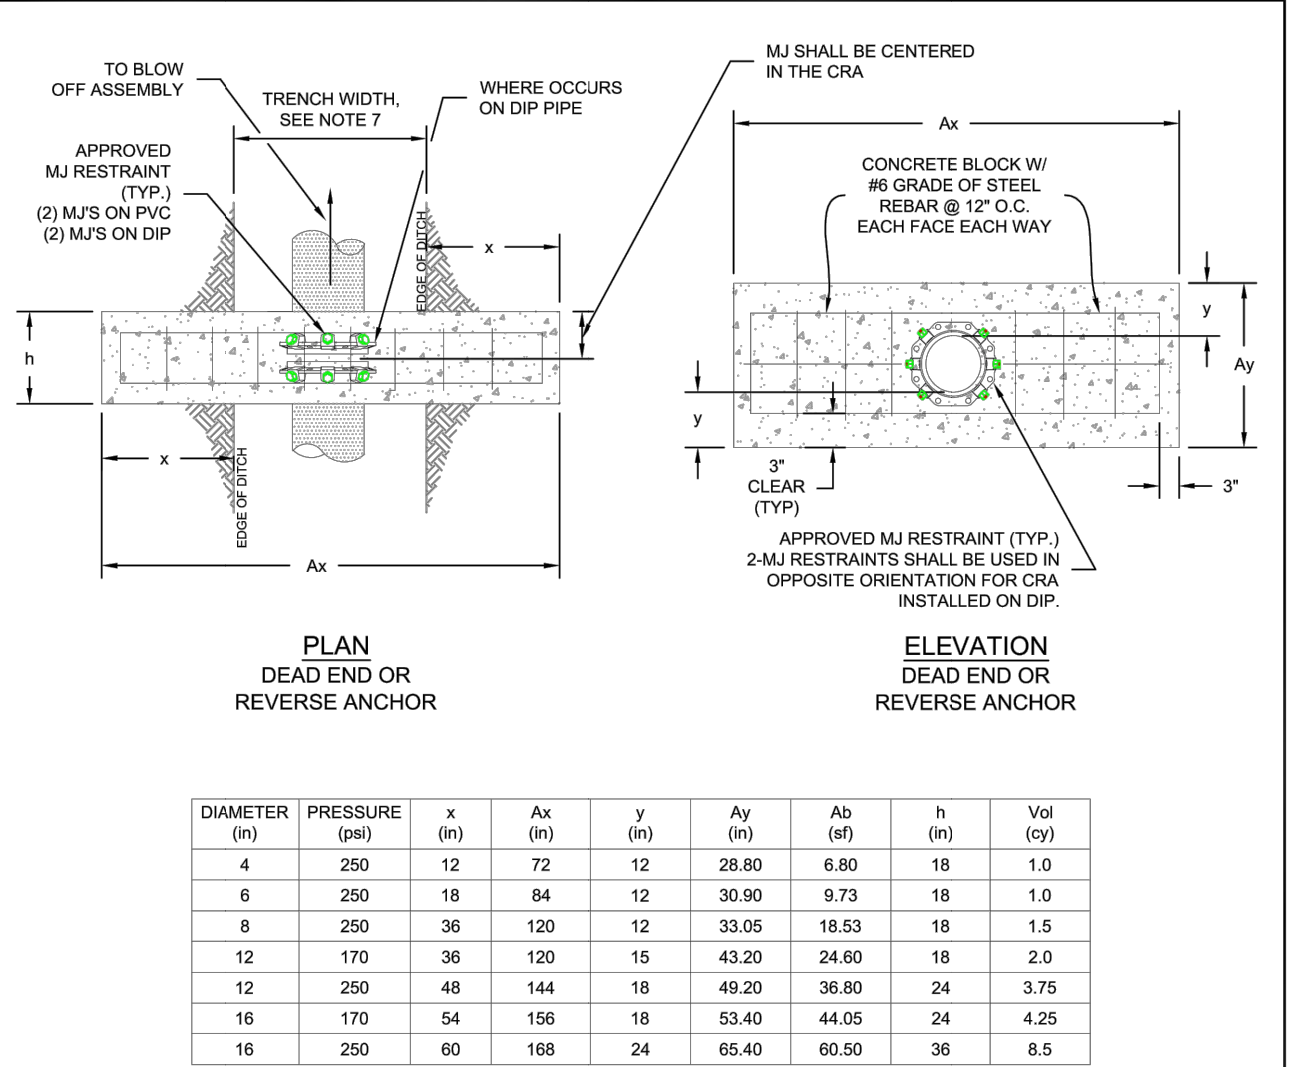 TO BLOW
OFF ASSEMBLY
TRENCH WIDTH,
SEE NOTE 7
WHERE OCCURS
ON DIP PIPE
MJ SHALL BE CENTERED
IN THE CRA
APPROVED
MJ RESTRAINT
(TYP.)
(2) MJ'S ON PVC
(2) MJ'S ON DIP
EDGE OF DITCH
x
h
x
EDGE OF DITCH
Ax
PLAN
DEAD END OR
REVERSE ANCHOR
Ax
CONCRETE BLOCK W/
#6 GRADE OF STEEL
REBAR @ 12" O.C.
EACH FACE EACH WAY
y
Ay
y
3"
CLEAR
(TYP)
3"
APPROVED MJ RESTRAINT (TYP.)
2-MJ RESTRAINTS SHALL BE USED IN
OPPOSITE ORIENTATION FOR CRA
INSTALLED ON DIP.
ELEVATION
DEAD END OR
REVERSE ANCHOR
DIAMETER PRESSURE x Ax y Ay Ab h Vol
(in) (psi) (in) (in) (in) (in) (sf) (in) (cy)
4 250 12 72 12 28.80 6.80 18 1.0
6 250 18 84 12 30.90 9.73 18 1.0
8 250 36 120 12 33.05 18.53 18 1.5
12 170 36 120 15 43.20 24.60 18 2.0
12 250 48 144 18 49.20 36.80 24 3.75
16 170 54 156 18 53.40 44.05 24 4.25
16 250 60 168 24 65.40 60.50 36 8.5